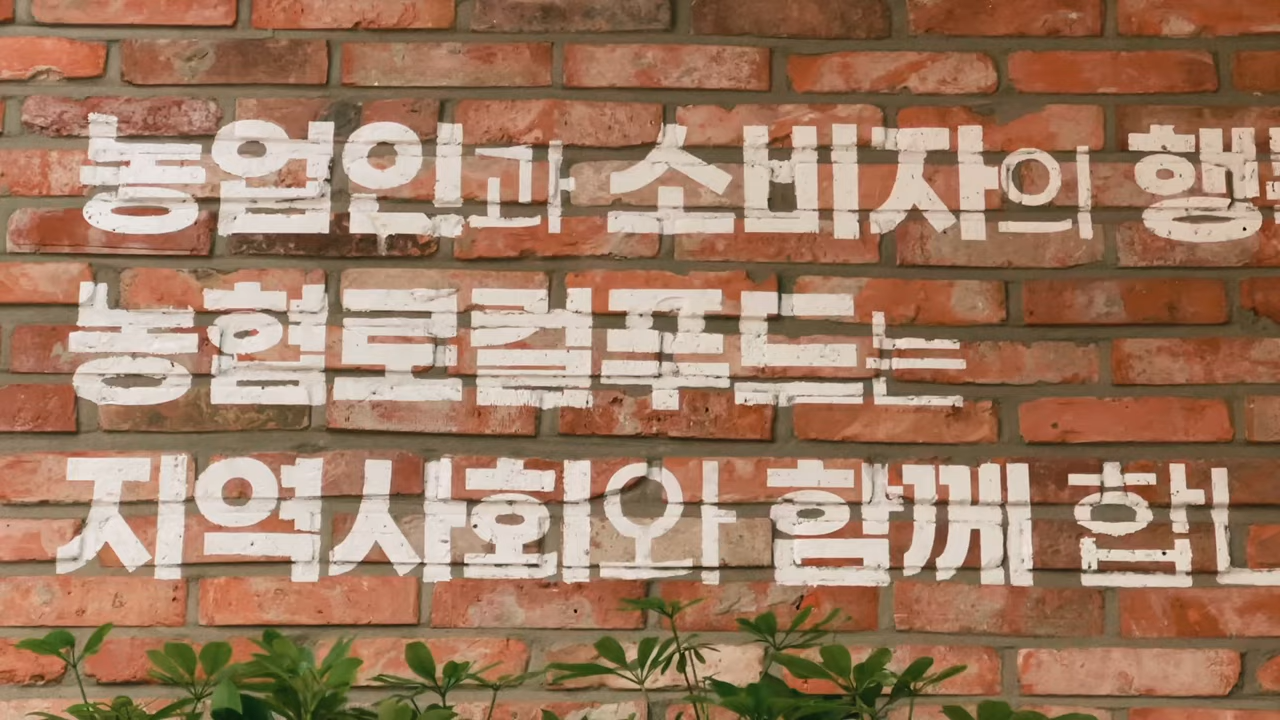 농업인과 소비자의 행
농협로컬푸드는
지역사회와 함께 합